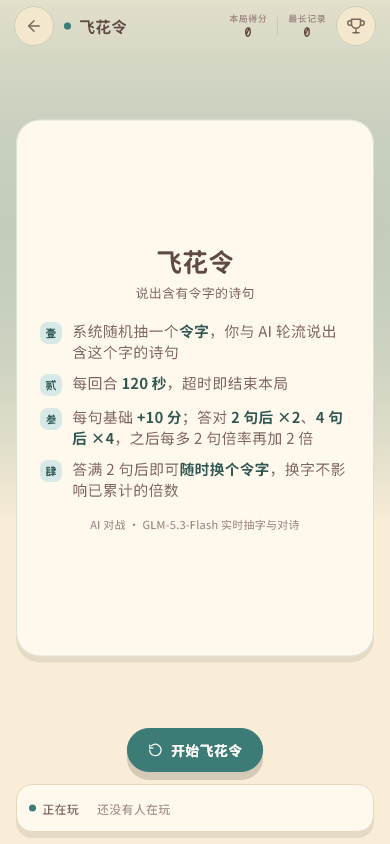 飞花令
本局得分
0
最长记录
0
飞花令
说出含有令字的诗句
壹 系统随机抽一个令字，你与 AI 轮流说出
含这个字的诗句
贰 每回合 120 秒，超时即结束本局
叁 每句基础 +10 分；答对 2 句后 ×2、4 句
后 ×4，之后每多 2 句倍率再加 2 倍
肆 答满 2 句后即可随时换个令字，换字不影
响已累计的倍数
AI 对战 · GLM-5.3-Flash 实时抽字与对诗
开始飞花令
正在玩 还没有人在玩